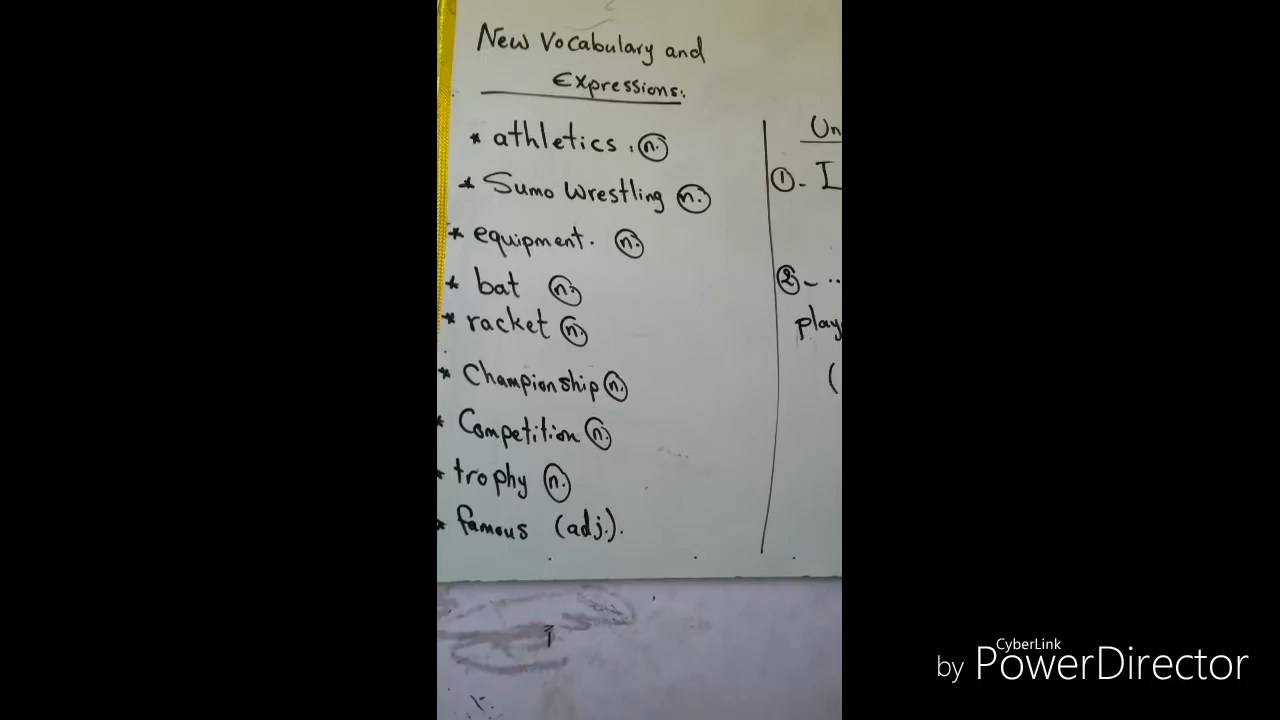 New Vocabulary and
Expressions:
* athletics. n.
* Sumo wrestling n.
* equipment. n.
* bat n.
* racket n.
* Championship n.
* Competition n.
* trophy n.
* famous (adj.).
Un
① - I
② - ..
play
(
CyberLink
by PowerDirector